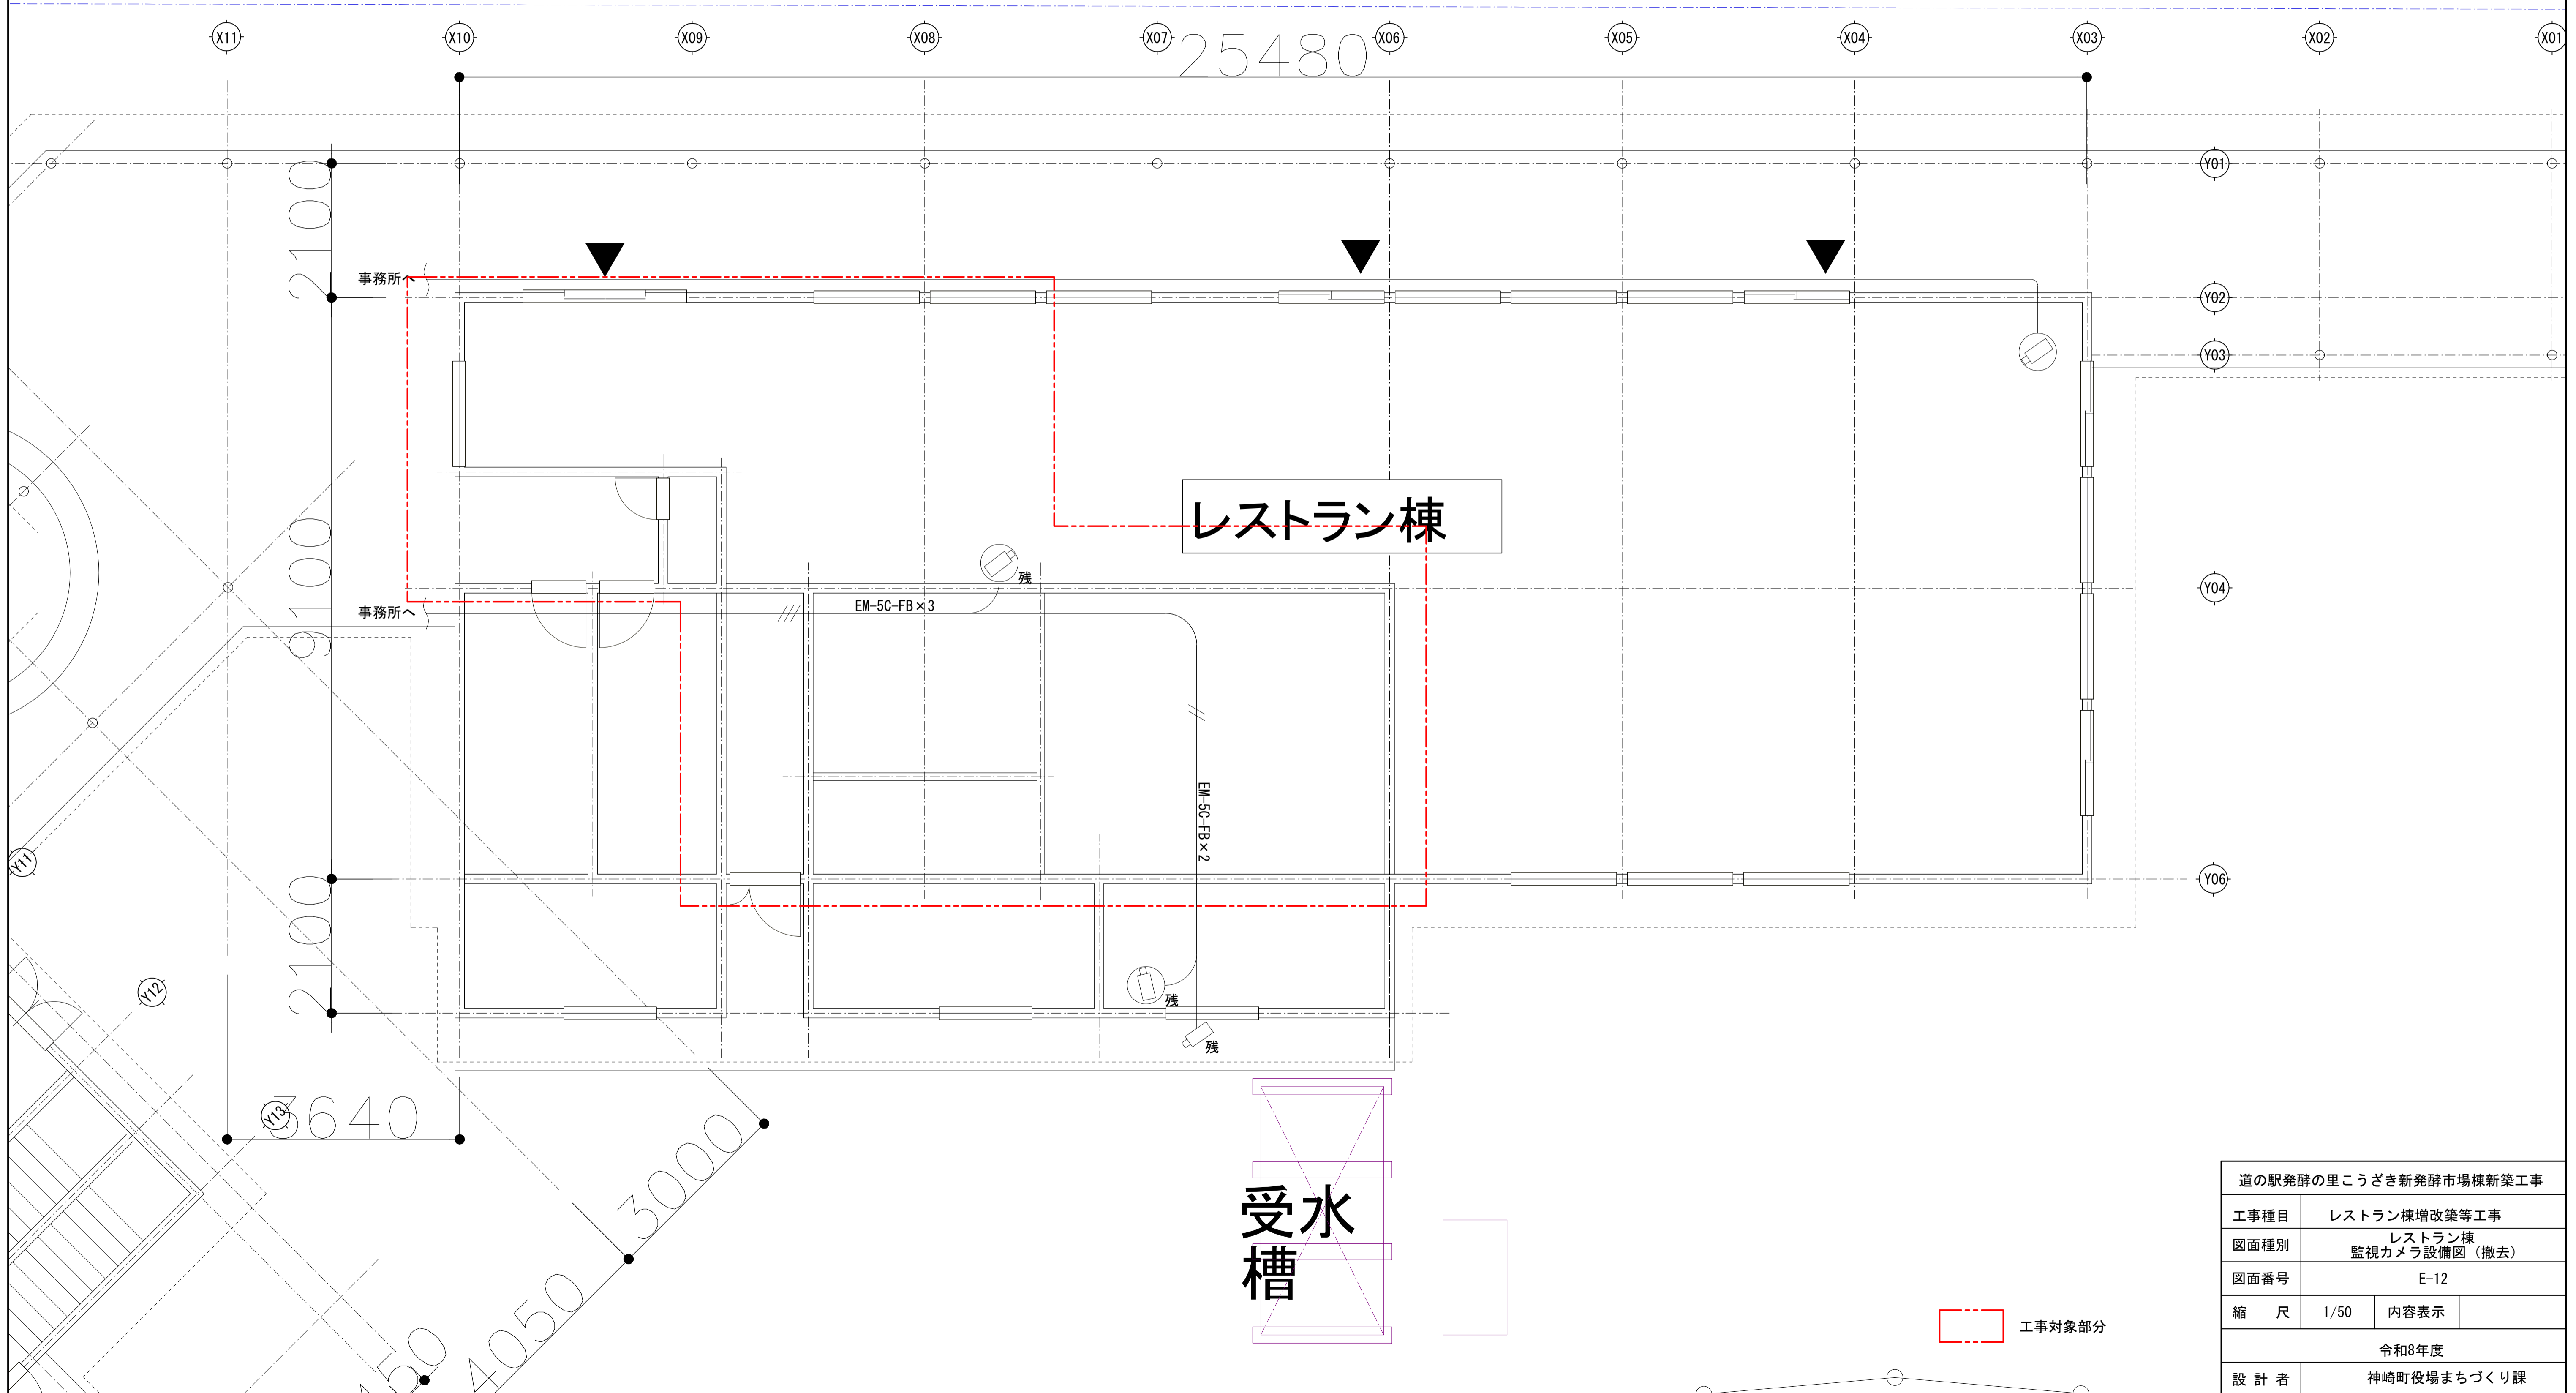 X11 X10 X09 X08 X07 X06 X05 X04 X03 X02 X01
25480
Y01
2100
事務所へ
Y02
Y03
レストラン棟
9100
残
Y04
事務所へ
EM-5C-FB×3
EM-5C-FB×2
Y11
Y06
2100
Y12
残
残
Y13
3640
3000
受水
槽
4050
道の駅発酵の里こうざき新発酵市場棟新築工事
工事種目 レストラン棟増改築等工事
図面種別 レストラン棟
監視カメラ設備図（撤去）
図面番号 E-12
縮 尺 1/50 内容表示
工事対象部分
令和8年度
設 計 者 神崎町役場まちづくり課